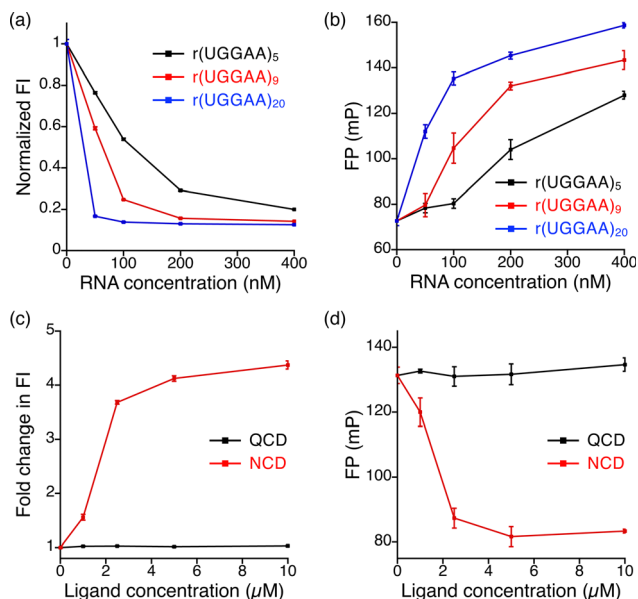 (a)
Normalized FI
1
0.8
0.6
0.4
0.2
0
0 100 200 300 400
RNA concentration (nM)
r(UGGAA)₅
r(UGGAA)₉
r(UGGAA)₂₀
(b)
FP (mP)
160
140
120
100
80
60
0 100 200 300 400
RNA concentration (nM)
r(UGGAA)₅
r(UGGAA)₉
r(UGGAA)₂₀
(c)
Fold change in FI
5
4
3
2
1
0 2 4 6 8 10
Ligand concentration (µM)
QCD
NCD
(d)
FP (mP)
140
120
100
80
0 2 4 6 8 10
Ligand concentration (µM)
QCD
NCD